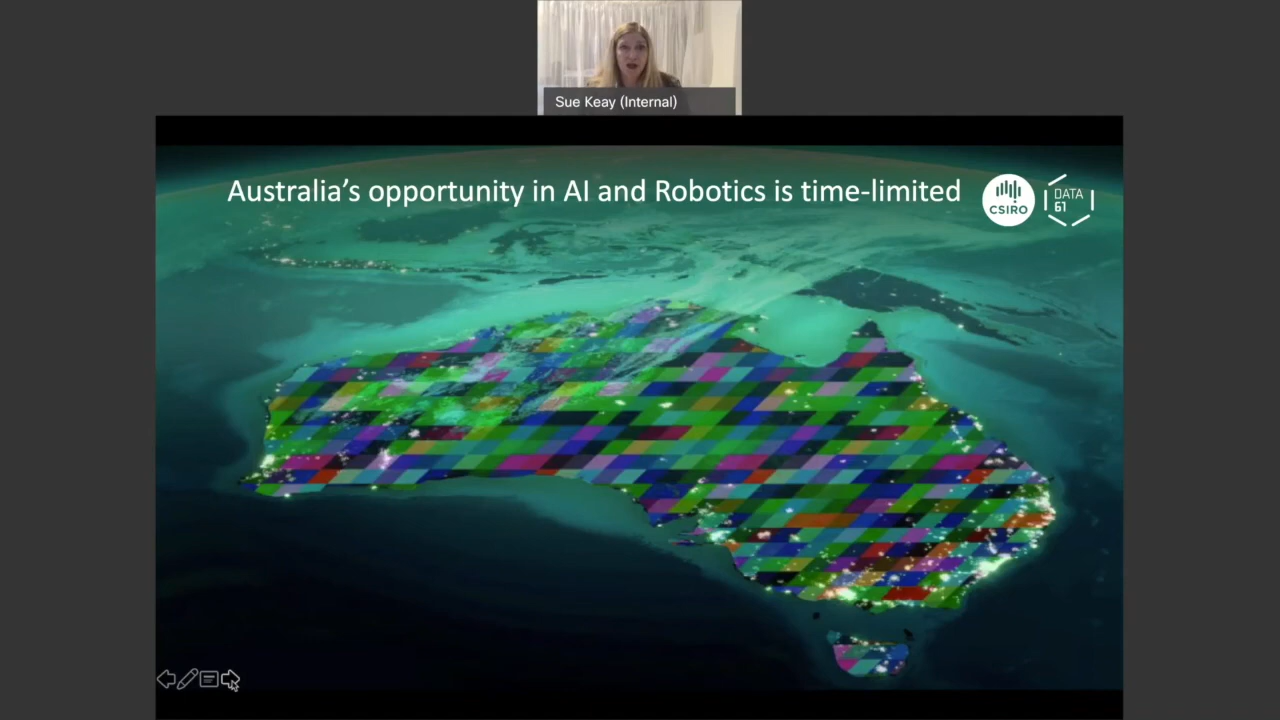 Sue Keay (Internal)
Australia's opportunity in AI and Robotics is time-limited
CSIRO
DATA
61